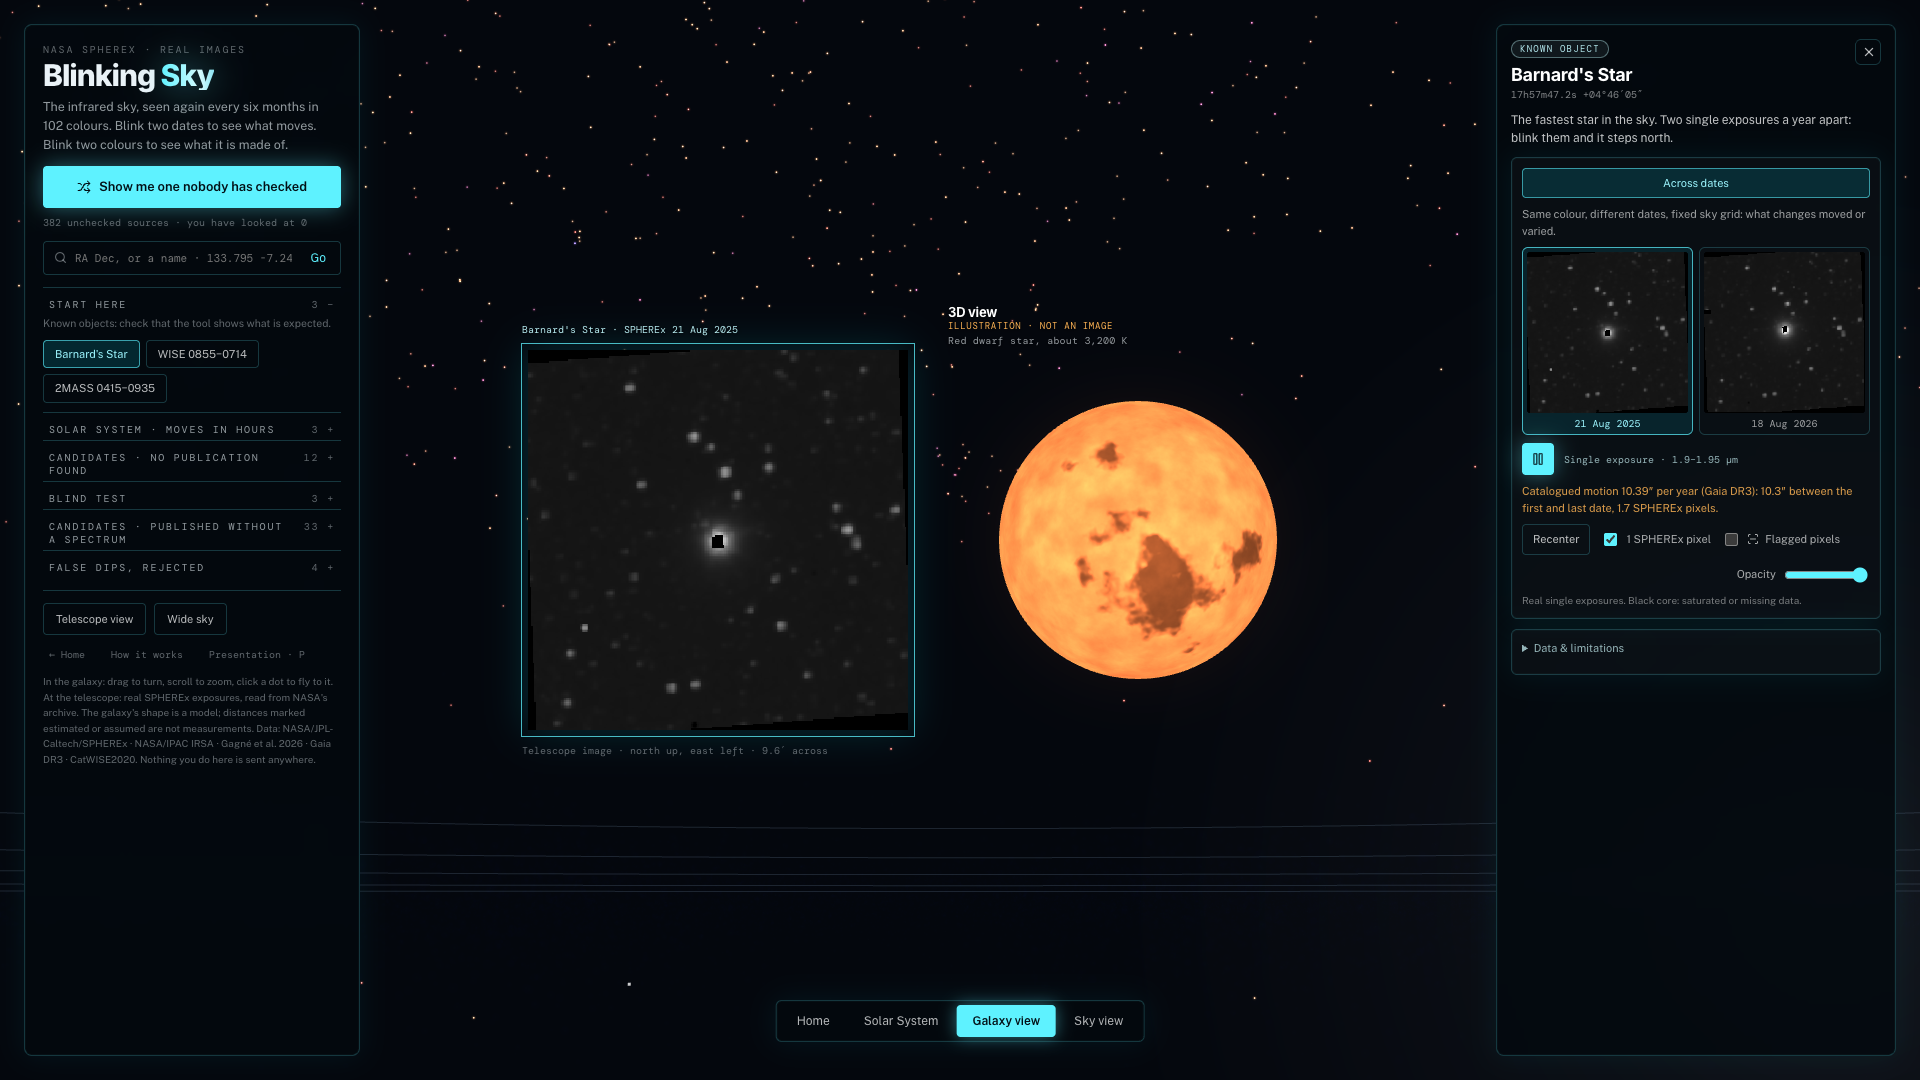 NASA SPHEREX · REAL IMAGES
Blinking Sky
The infrared sky, seen again every six months in
102 colours. Blink two dates to see what moves.
Blink two colours to see what it is made of.
Show me one nobody has checked
382 unchecked sources · you have looked at 0
RA Dec, or a name · 133.795 -7.24 Go
START HERE 3 −
Known objects: check that the tool shows what is expected.
Barnard's Star WISE 0855−0714
2MASS 0415−0935
SOLAR SYSTEM · MOVES IN HOURS 3 +
CANDIDATES · NO PUBLICATION FOUND 12 +
BLIND TEST 3 +
CANDIDATES · PUBLISHED WITHOUT A SPECTRUM 33 +
FALSE DIPS, REJECTED 4 +
Telescope view Wide sky
← Home How it works Presentation · P
In the galaxy: drag to turn, scroll to zoom, click a dot to fly to it.
At the telescope: real SPHEREx exposures, read from NASA's
archive. The galaxy's shape is a model; distances marked
estimated or assumed are not measurements. Data: NASA/JPL-
Caltech/SPHEREx · NASA/IPAC IRSA · Gagné et al. 2026 · Gaia
DR3 · CatWISE2020. Nothing you do here is sent anywhere.
Barnard's Star · SPHEREx 21 Aug 2025
Telescope image · north up, east left · 9.6′ across
3D view
ILLUSTRATION · NOT AN IMAGE
Red dwarf star, about 3,200 K
Home Solar System Galaxy view Sky view
KNOWN OBJECT
Barnard's Star
17h57m47.2s +04°46′05″
The fastest star in the sky. Two single exposures a year apart:
blink them and it steps north.
Across dates
Same colour, different dates, fixed sky grid: what changes moved or
varied.
21 Aug 2025 18 Aug 2026
Single exposure · 1.9–1.95 µm
Catalogued motion 10.39″ per year (Gaia DR3): 10.3″ between the
first and last date, 1.7 SPHEREx pixels.
Recenter 1 SPHEREx pixel Flagged pixels
Opacity
Real single exposures. Black core: saturated or missing data.
Data & limitations